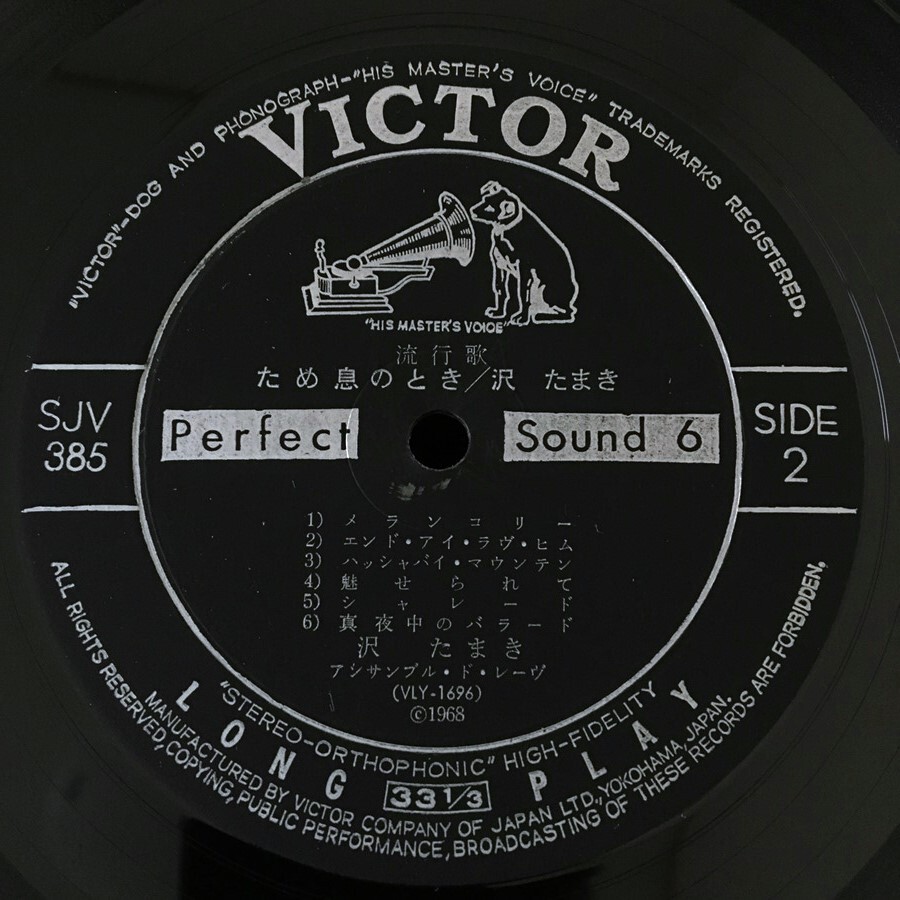 "VICTOR"-DOG AND PHONOGRAPH-"HIS MASTER'S VOICE" TRADEMARKS REGISTERED.
VICTOR
"HIS MASTER'S VOICE"
流行歌
ため息のとき/沢 たまき
SJV
385
Perfect Sound 6
SIDE
2
1) メランコリー
2) エンド・アイ・ラヴ・ヒム
3) ハッシャバイ・マウンテン
4) 魅せられて
5) シャレード
6) 真夜中のバラード
沢 たまき
アンサンブル・ド・レーヴ
(VLY-1696)
©1968
"STEREO-ORTHOPHONIC" HIGH-FIDELITY
LONG 33 1/3 PLAY
MANUFACTURED BY VICTOR COMPANY OF JAPAN LTD. YOKOHAMA, JAPAN.
ALL RIGHTS RESERVED, COPYING, PUBLIC PERFORMANCE, BROADCASTING OF THESE RECORDS ARE FORBIDDEN.